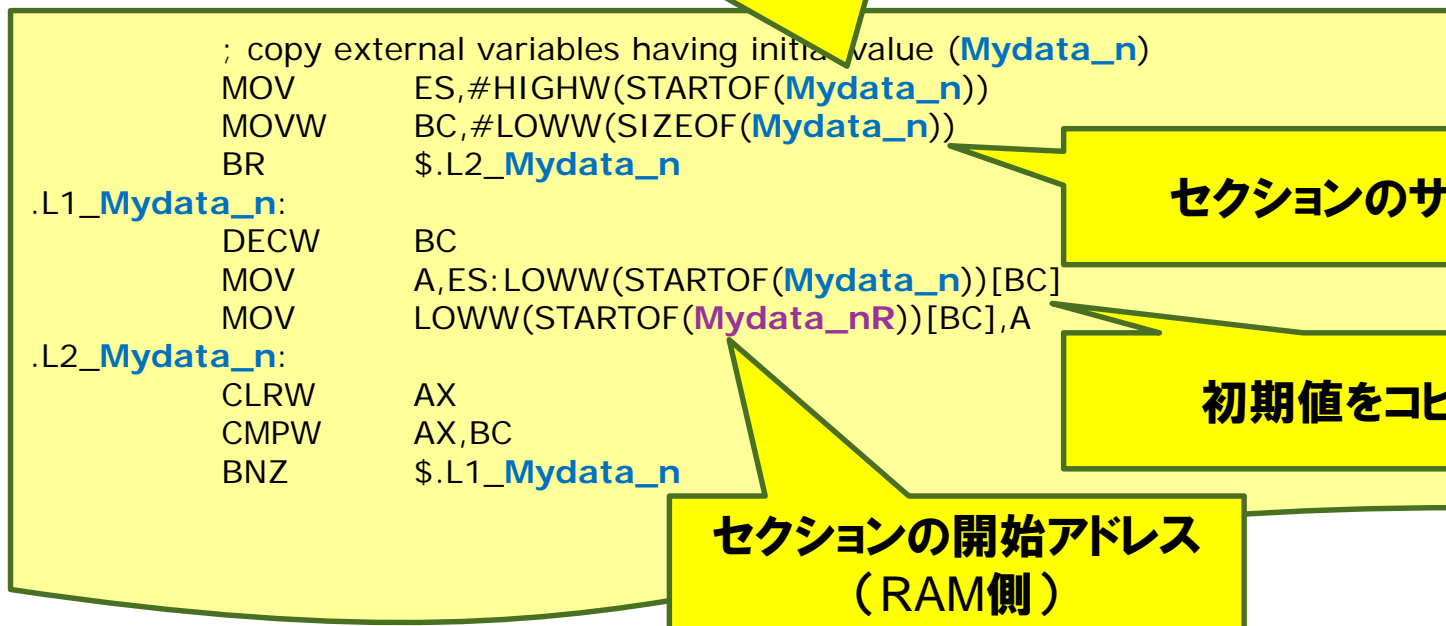 ; copy external variables having initial value (Mydata_n)
MOV ES,#HIGHW(STARTOF(Mydata_n))
MOVW BC,#LOWW(SIZEOF(Mydata_n))
BR $.L2_Mydata_n
セクションのサ
.L1_Mydata_n:
DECW BC
MOV A,ES:LOWW(STARTOF(Mydata_n))[BC]
MOV LOWW(STARTOF(Mydata_nR))[BC],A
.L2_Mydata_n:
初期値をコピ
CLRW AX
CMPW AX,BC
BNZ $.L1_Mydata_n
セクションの開始アドレス
（RAM側）